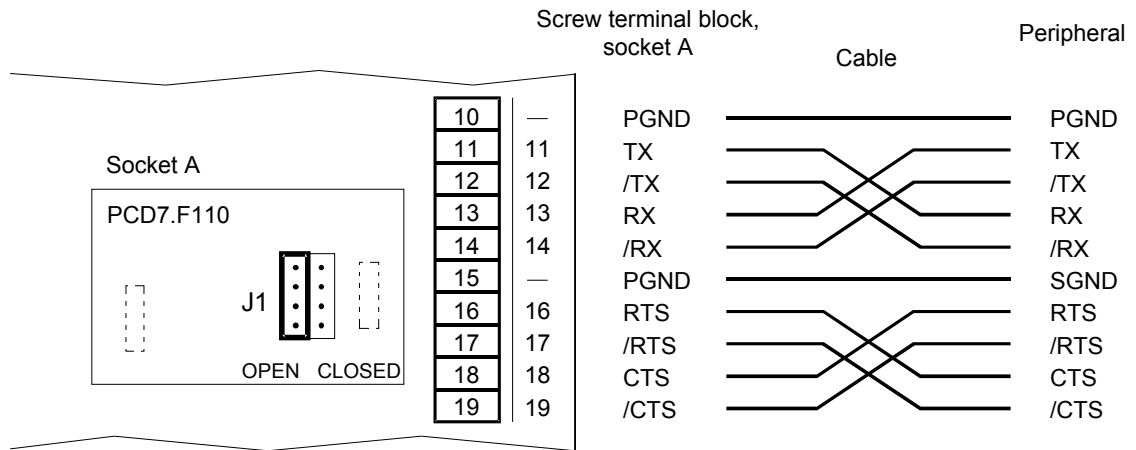 Screw terminal block,
socket A
Cable
Peripheral
10 — PGND PGND
11 11 TX TX
Socket A
12 12 /TX /TX
PCD7.F110
13 13 RX RX
14 14 /RX /RX
15 — PGND SGND
J1
16 16 RTS RTS
17 17 /RTS /RTS
OPEN CLOSED
18 18 CTS CTS
19 19 /CTS /CTS